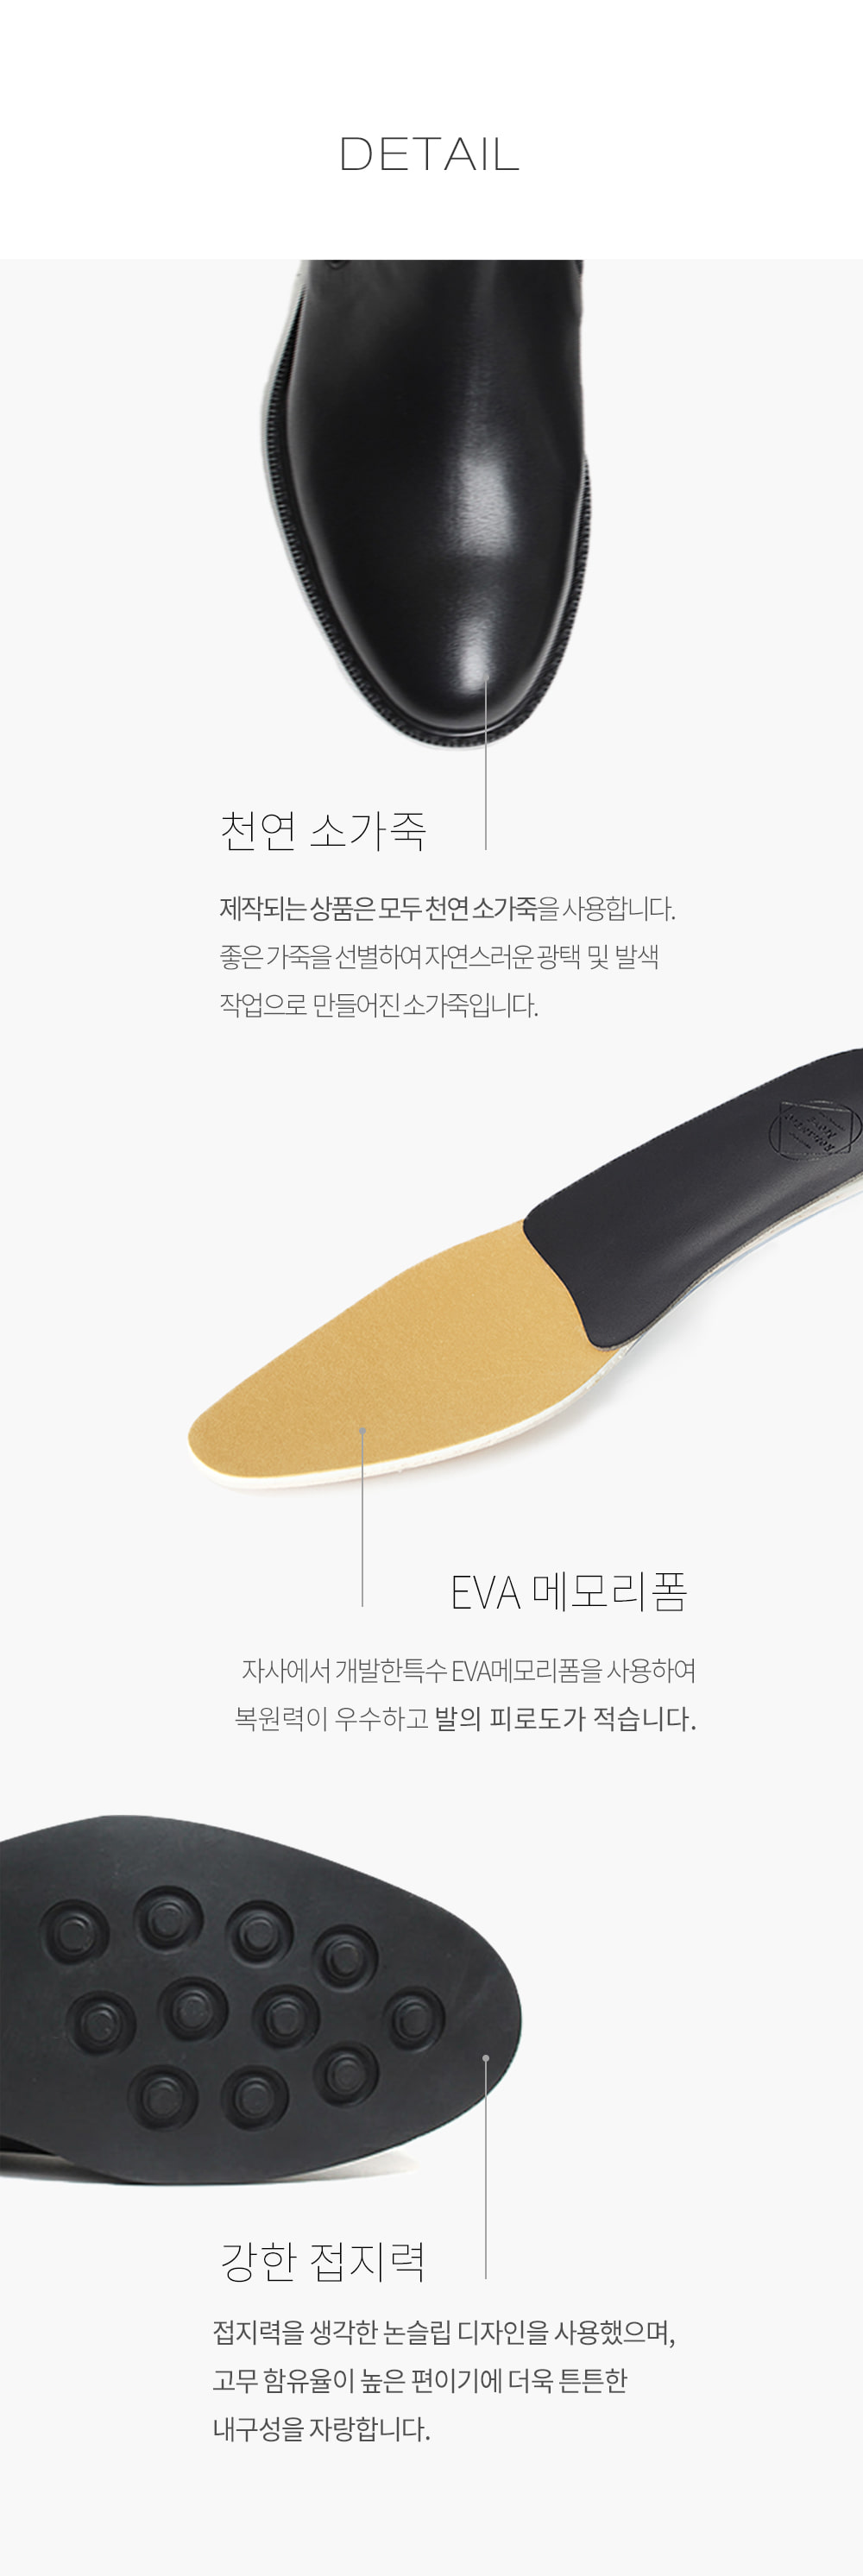 DETAIL
천연 소가죽
제작되는 상품은 모두 천연 소가죽을 사용합니다.
좋은 가죽을 선별하여 자연스러운 광택 및 발색
작업으로 만들어진 소가죽입니다.
EVA 메모리폼
자사에서 개발한특수 EVA메모리폼을 사용하여
복원력이 우수하고 발의 피로도가 적습니다.
강한 접지력
접지력을 생각한 논슬립 디자인을 사용했으며,
고무 함유율이 높은 편이기에 더욱 튼튼한
내구성을 자랑합니다.